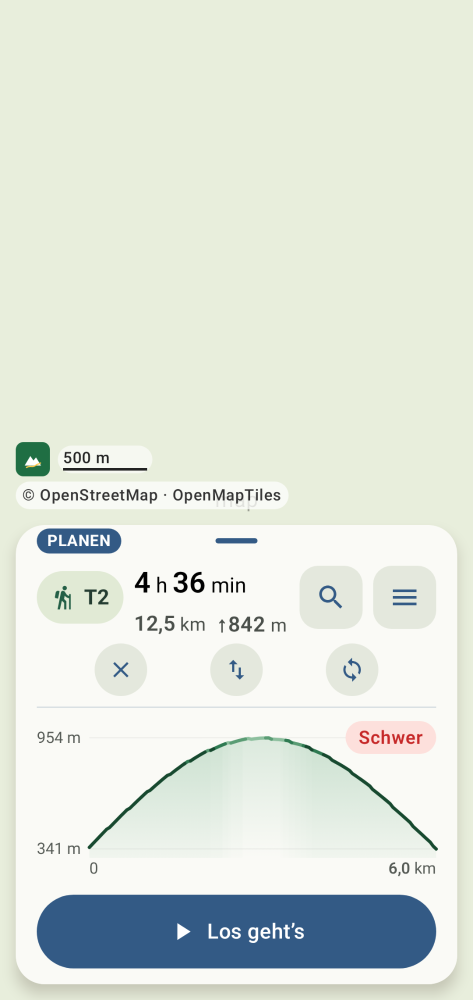 500 m
© OpenStreetMap · OpenMapTiles
map
PLANEN
T2
4 h 36 min
12,5 km ↑842 m
954 m
Schwer
341 m
0
6,0 km
Los geht’s